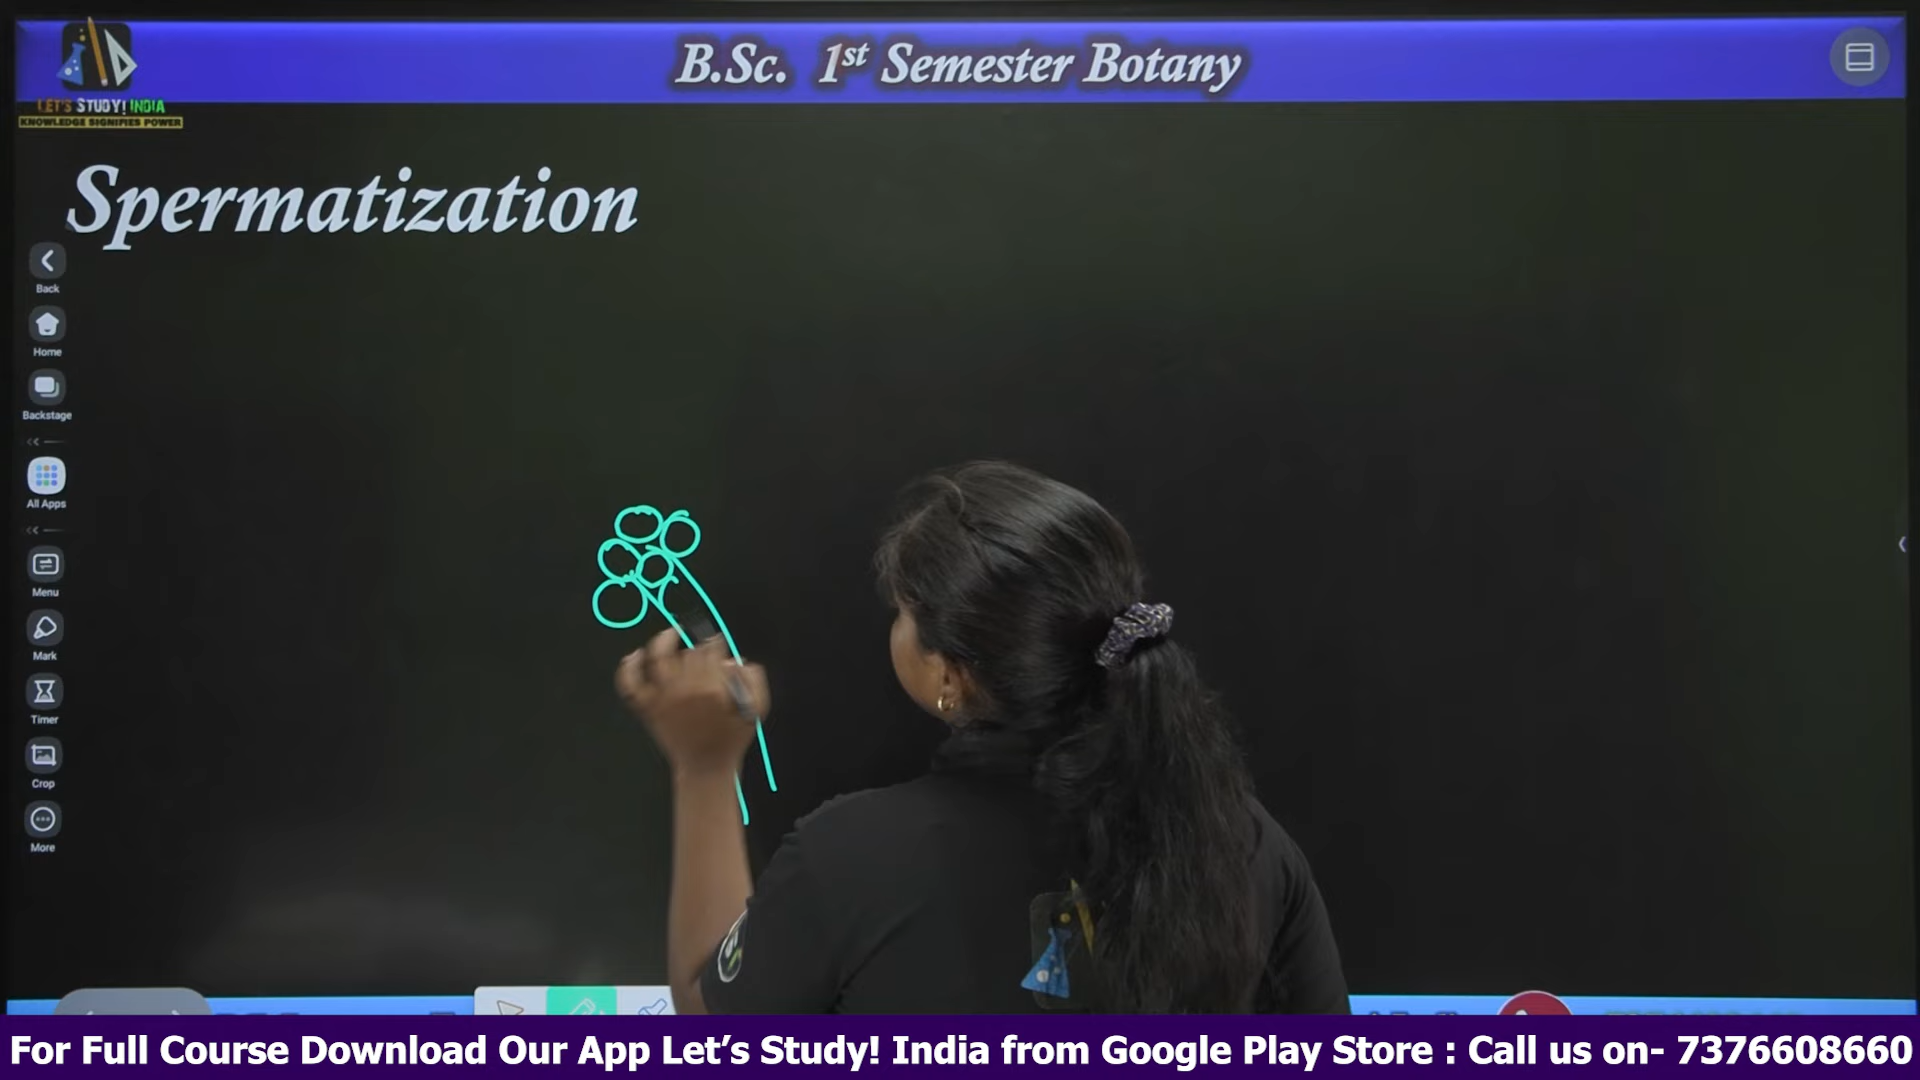 B.Sc. 1st Semester Botany
LET'S STUDY! INDIA
KNOWLEDGE SIGNIFIES POWER
Spermatization
Back
Home
Backstage
All Apps
Menu
Mark
Timer
Crop
More
For Full Course Download Our App Let’s Study! India from Google Play Store : Call us on- 7376608660